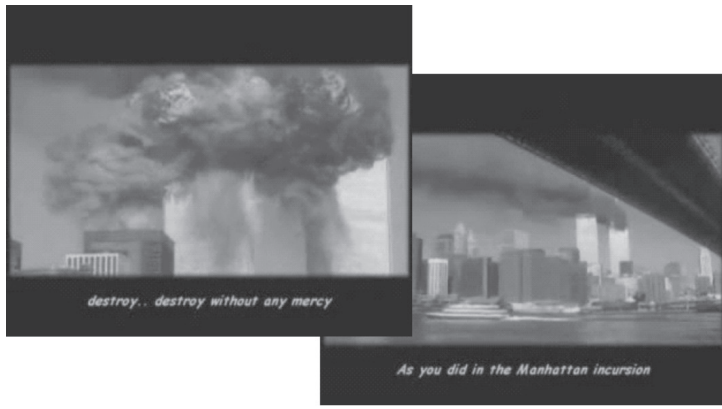 destroy.. destroy without any mercy
As you did in the Manhattan incursion